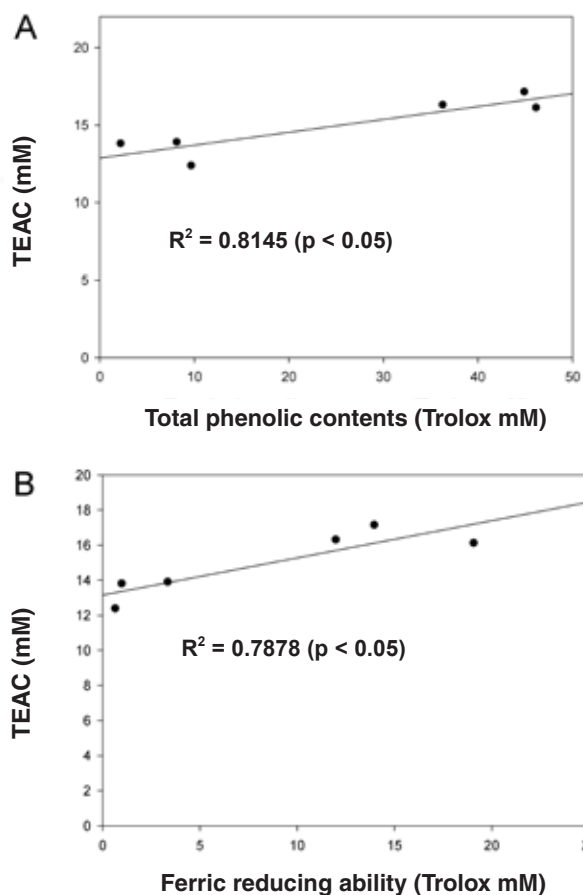 A
20
15
10
5
0
TEAC (mM)
R² = 0.8145 (p < 0.05)
0 10 20 30 40 50
Total phenolic contents (Trolox mM)
B
20
18
16
14
12
10
8
6
4
2
0
TEAC (mM)
R² = 0.7878 (p < 0.05)
0 5 10 15 20
Ferric reducing ability (Trolox mM)